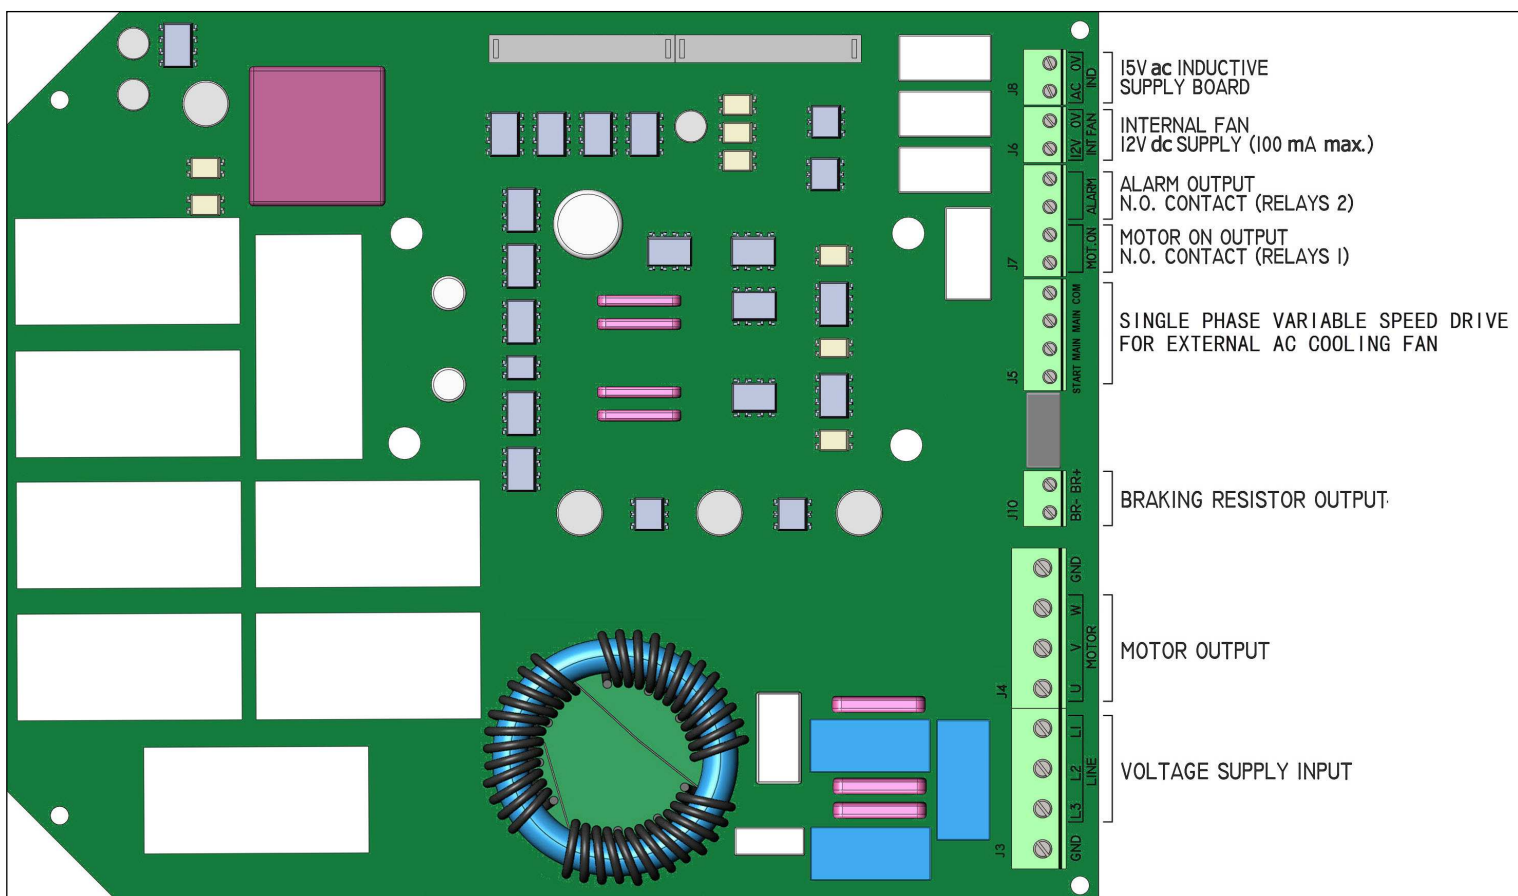 J8
AC 0V
IND
15V ac INDUCTIVE
SUPPLY BOARD
J6
12V 0V
INT FAN
INTERNAL FAN
12V dc SUPPLY (100 mA max.)
ALARM
ALARM OUTPUT
N.O. CONTACT (RELAYS 2)
J7
MOT.ON
MOTOR ON OUTPUT
N.O. CONTACT (RELAYS 1)
J5
START MAIN MAIN COM
SINGLE PHASE VARIABLE SPEED DRIVE
FOR EXTERNAL AC COOLING FAN
J10
BR- BR+
BRAKING RESISTOR OUTPUT
GND
J4
U V W
MOTOR
MOTOR OUTPUT
L3 L2 L1
LINE
VOLTAGE SUPPLY INPUT
J3
GND